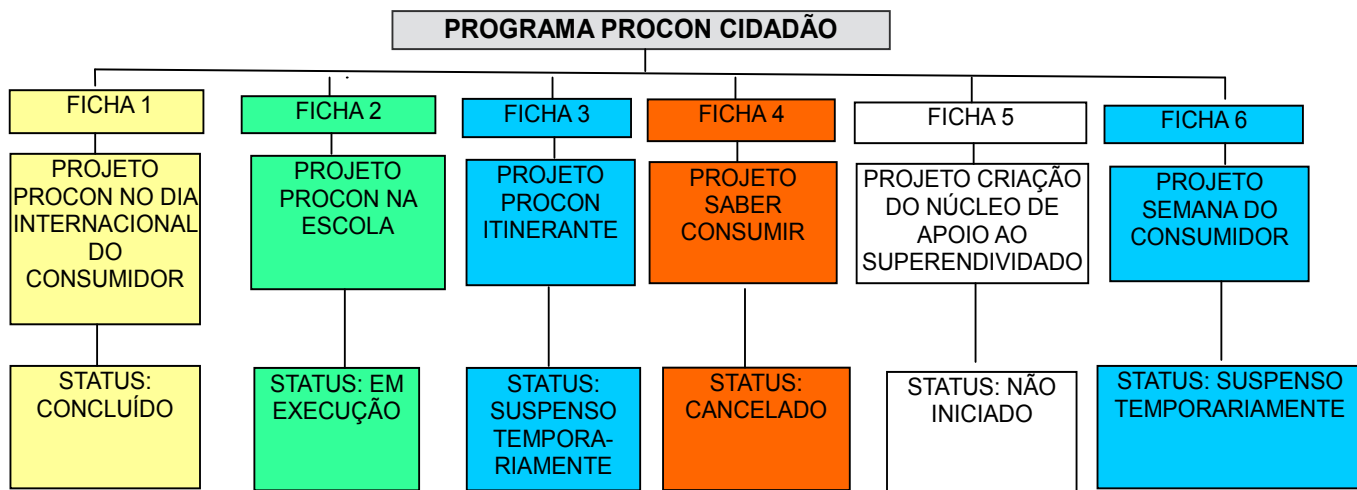 PROGRAMA PROCON CIDADÃO
FICHA 1
FICHA 2
FICHA 3
FICHA 4
FICHA 5
FICHA 6
PROJETO
PROCON NO DIA
INTERNACIONAL
DO
CONSUMIDOR
PROJETO
PROCON NA
ESCOLA
PROJETO
PROCON
ITINERANTE
PROJETO
SABER
CONSUMIR
PROJETO CRIAÇÃO
DO NÚCLEO DE
APOIO AO
SUPERENDIVIDADO
PROJETO
SEMANA DO
CONSUMIDOR
STATUS:
CONCLUÍDO
STATUS: EM
EXECUÇÃO
STATUS:
SUSPENSO
TEMPORA-
RIAMENTE
STATUS:
CANCELADO
STATUS: NÃO
INICIADO
STATUS: SUSPENSO
TEMPORARIAMENTE